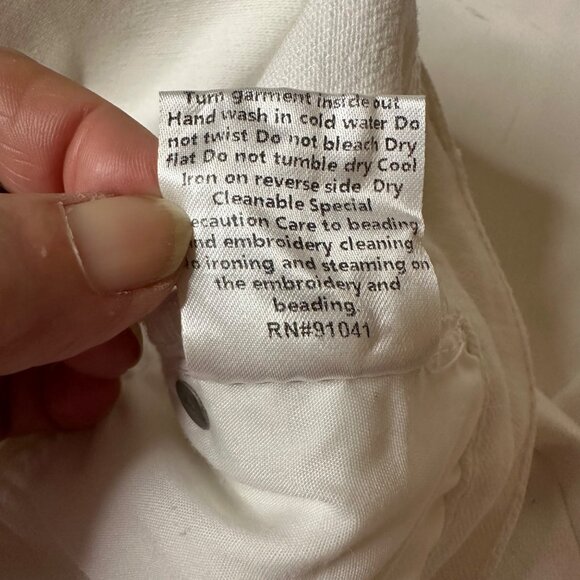 Turn garment inside out
Hand wash in cold water Do
not twist Do not bleach Dry
flat Do not tumble dry Cool
Iron on reverse side Dry
Cleanable Special
ecaution Care to beading
nd embroidery cleaning
o ironing and steaming on
the embroidery and
beading.
RN#91041